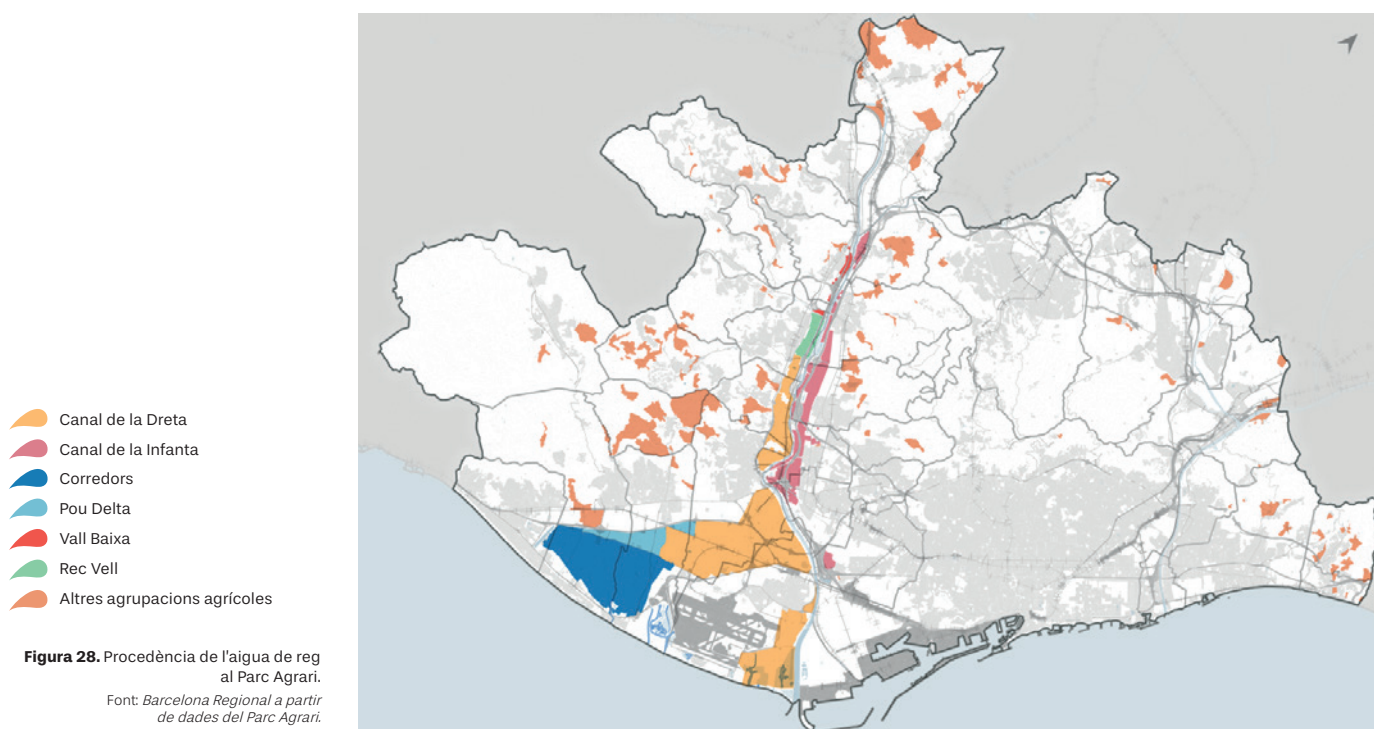 Canal de la Dreta
Canal de la Infanta
Corredors
Pou Delta
Vall Baixa
Rec Vell
Altres agrupacions agrícoles
Figura 28. Procedència de l'aigua de reg
al Parc Agrari.
Font: Barcelona Regional a partir
de dades del Parc Agrari.